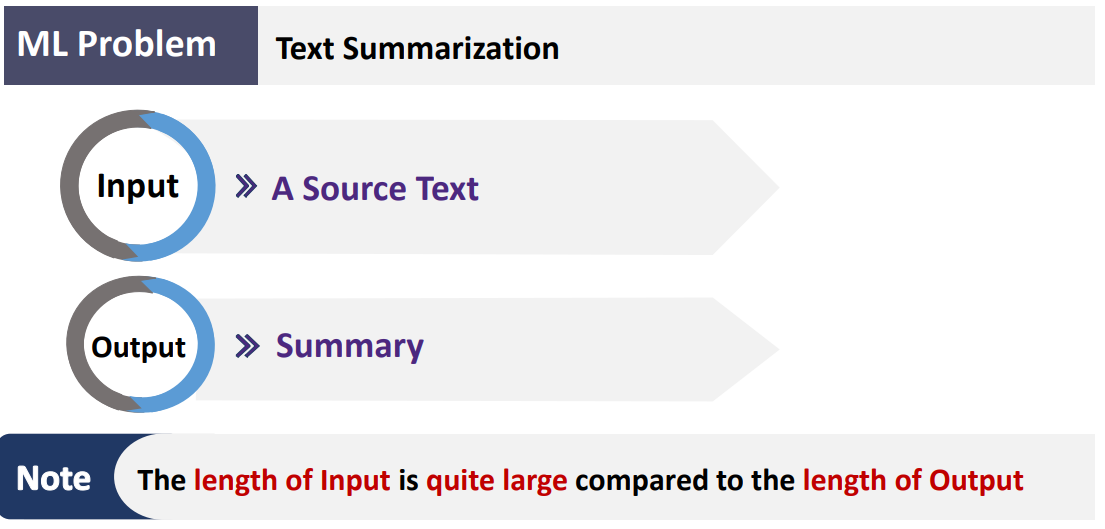 ML Problem
Text Summarization
Input
A Source Text
Output
Summary
Note
The length of Input is quite large compared to the length of Output